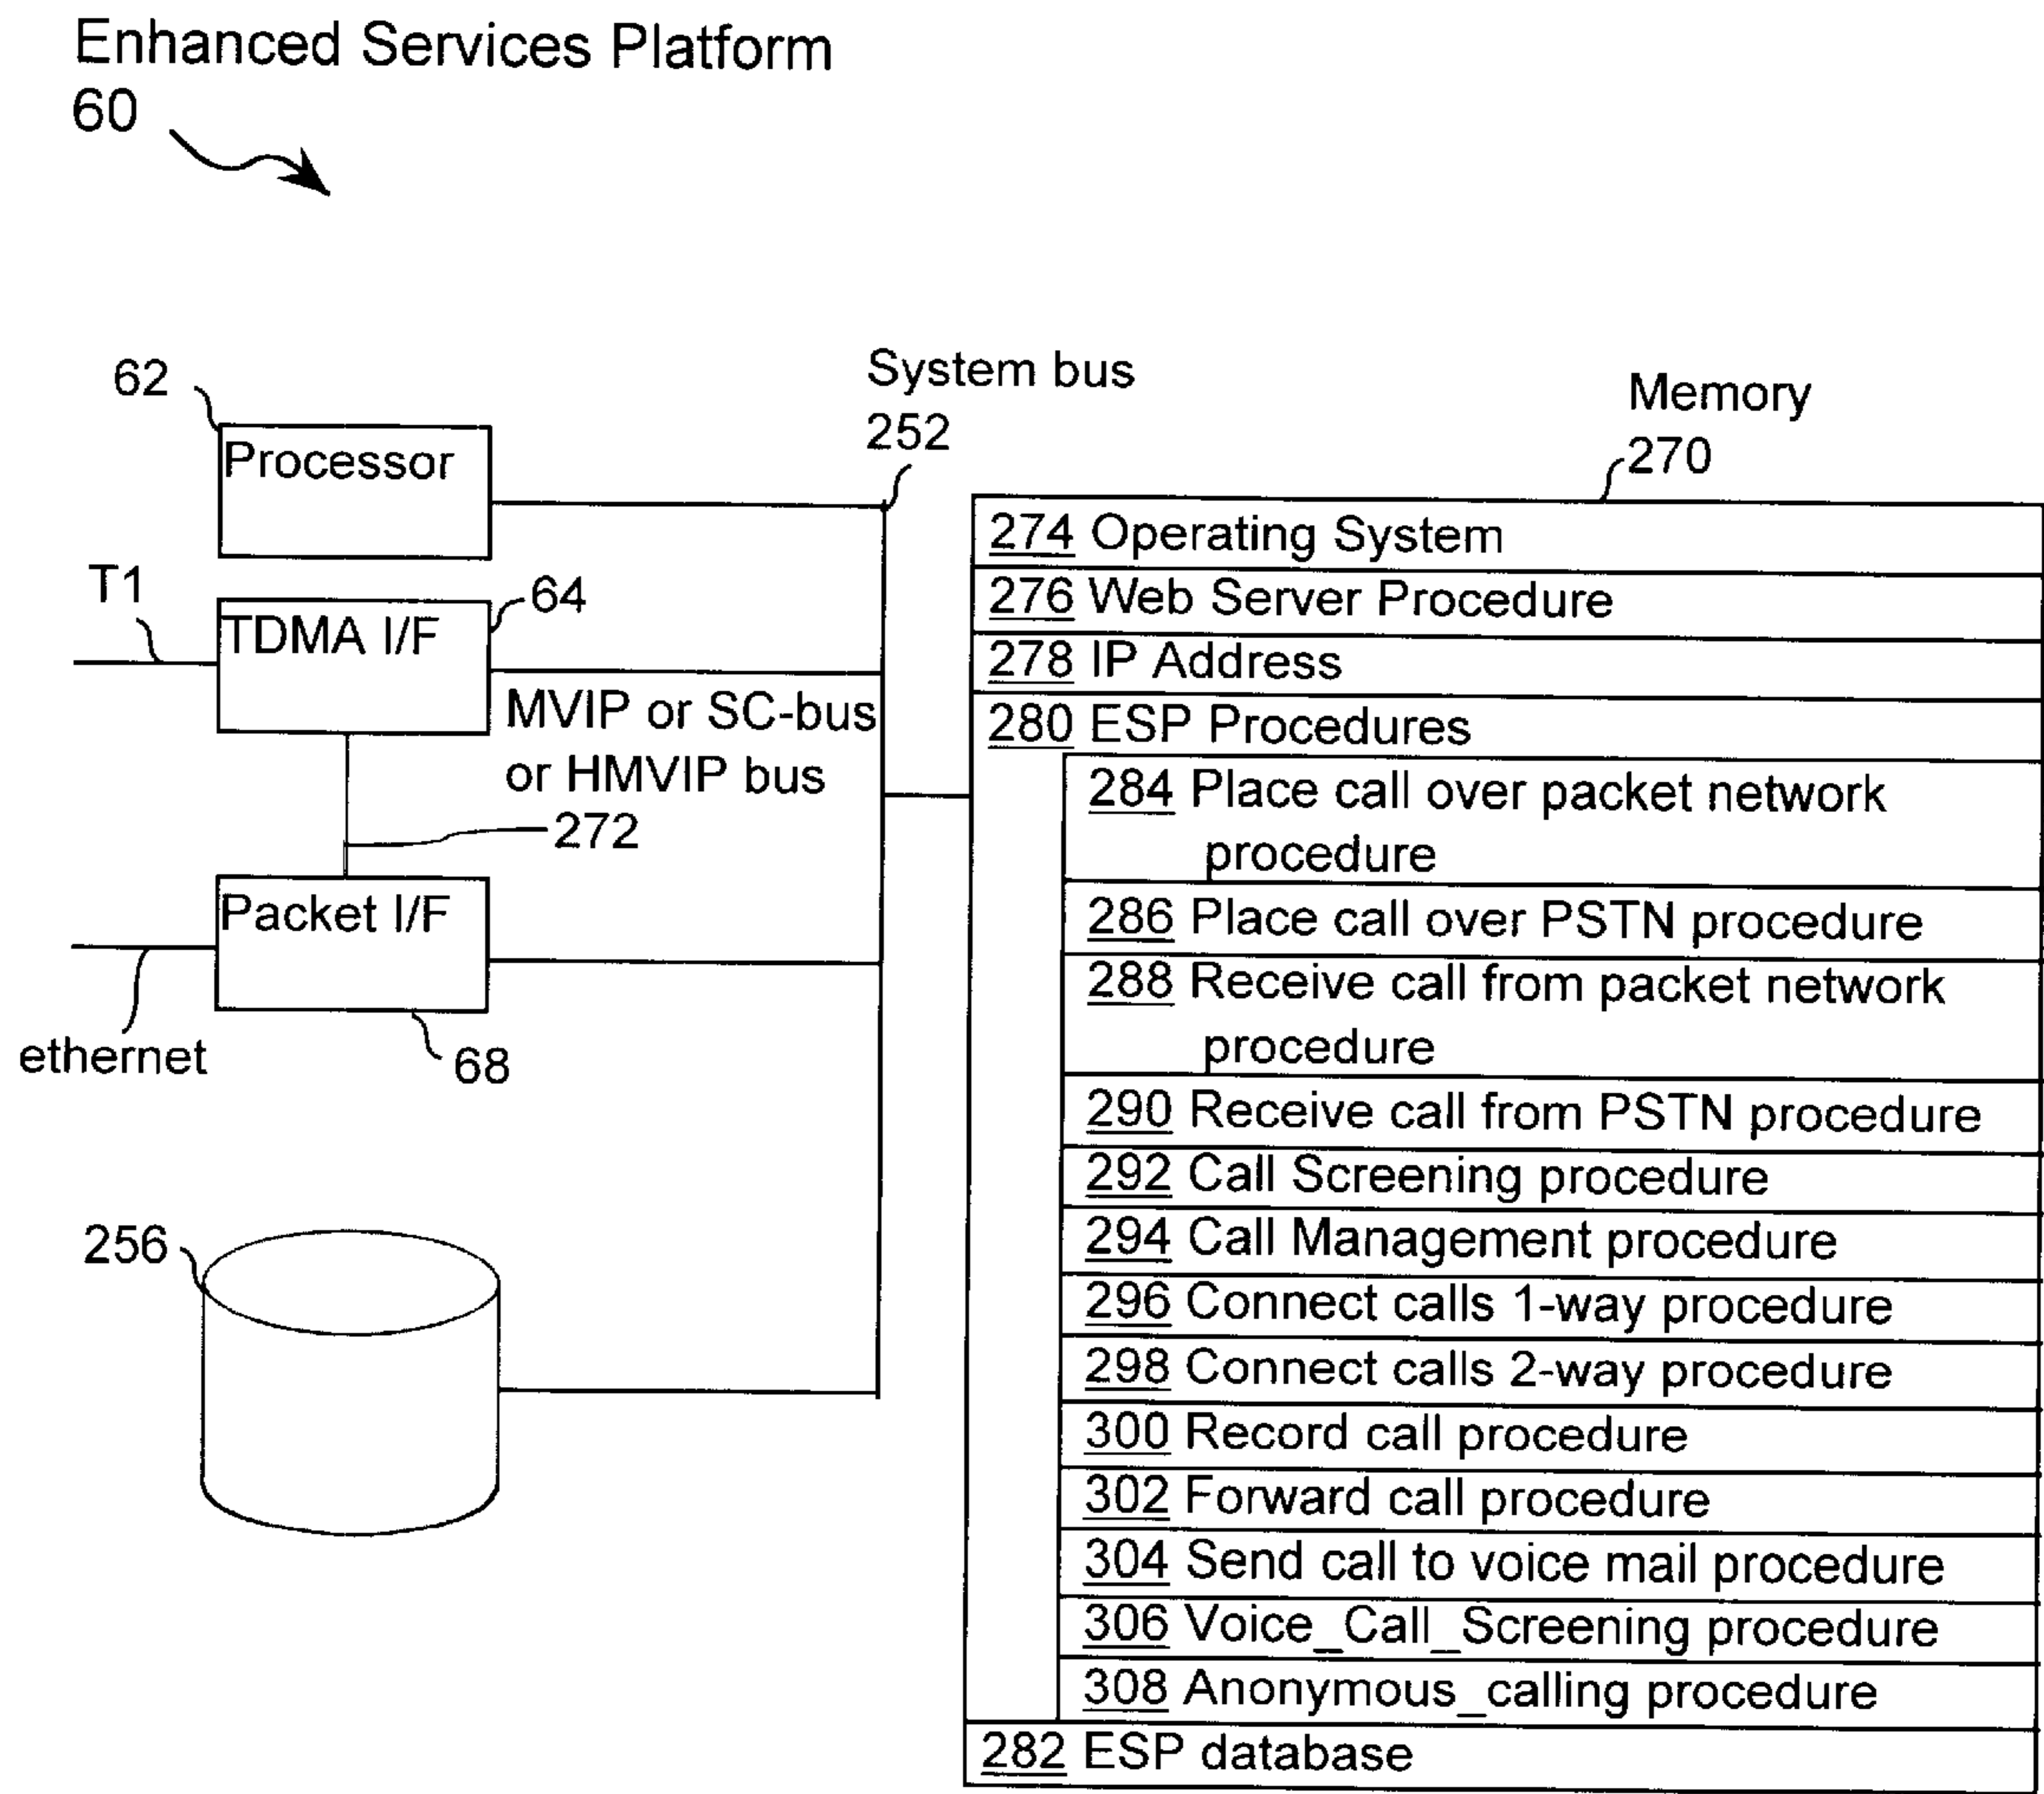 Enhanced Services Platform
60
62
Processor
System bus
252
Memory
270
T1
TDMA I/F
64
MVIP or SC-bus
or HMVIP bus
272
Packet I/F
ethernet
68
256
274 Operating System
276 Web Server Procedure
278 IP Address
280 ESP Procedures
284 Place call over packet network
procedure
286 Place call over PSTN procedure
288 Receive call from packet network
procedure
290 Receive call from PSTN procedure
292 Call Screening procedure
294 Call Management procedure
296 Connect calls 1-way procedure
298 Connect calls 2-way procedure
300 Record call procedure
302 Forward call procedure
304 Send call to voice mail procedure
306 Voice_Call_Screening procedure
308 Anonymous_calling procedure
282 ESP database